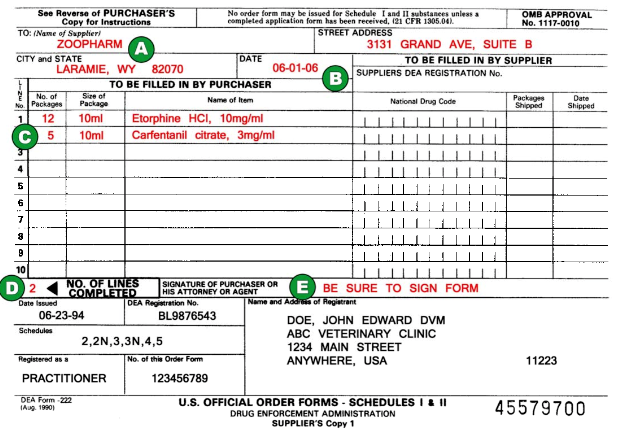 See Reverse of PURCHASER'S Copy for Instructions
No order form may be issued for Schedule I and II substances unless a completed application form has been received, (21 CFR 1305.04).
OMB APPROVAL No. 1117-0010
TO: (Name of Supplier)
ZOOPHARM
A
STREET ADDRESS
3131 GRAND AVE, SUITE B
CITY and STATE
LARAMIE, WY 82070
DATE
06-01-06
B
TO BE FILLED IN BY SUPPLIER
SUPPLIERS DEA REGISTRATION No.
LINE No.
TO BE FILLED IN BY PURCHASER
No. of Packages
Size of Package
Name of Item
National Drug Code
Packages Shipped
Date Shipped
1 12 10ml Etorphine HCl, 10mg/ml
C 5 10ml Carfentanil citrate, 3mg/ml
3
4
5
6
7
8
9
10
D 2 ◀ NO. OF LINES COMPLETED
SIGNATURE OF PURCHASER OR HIS ATTORNEY OR AGENT
E BE SURE TO SIGN FORM
Date Issued
06-23-94
DEA Registration No.
BL9876543
Name and Address of Registrant
DOE, JOHN EDWARD DVM
ABC VETERINARY CLINIC
1234 MAIN STREET
ANYWHERE, USA 11223
Schedules
2,2N,3,3N,4,5
Registered as a
PRACTITIONER
No. of this Order Form
123456789
DEA Form -222
(Aug. 1990)
U.S. OFFICIAL ORDER FORMS - SCHEDULES I & II
DRUG ENFORCEMENT ADMINISTRATION
SUPPLIER'S Copy 1
45579700